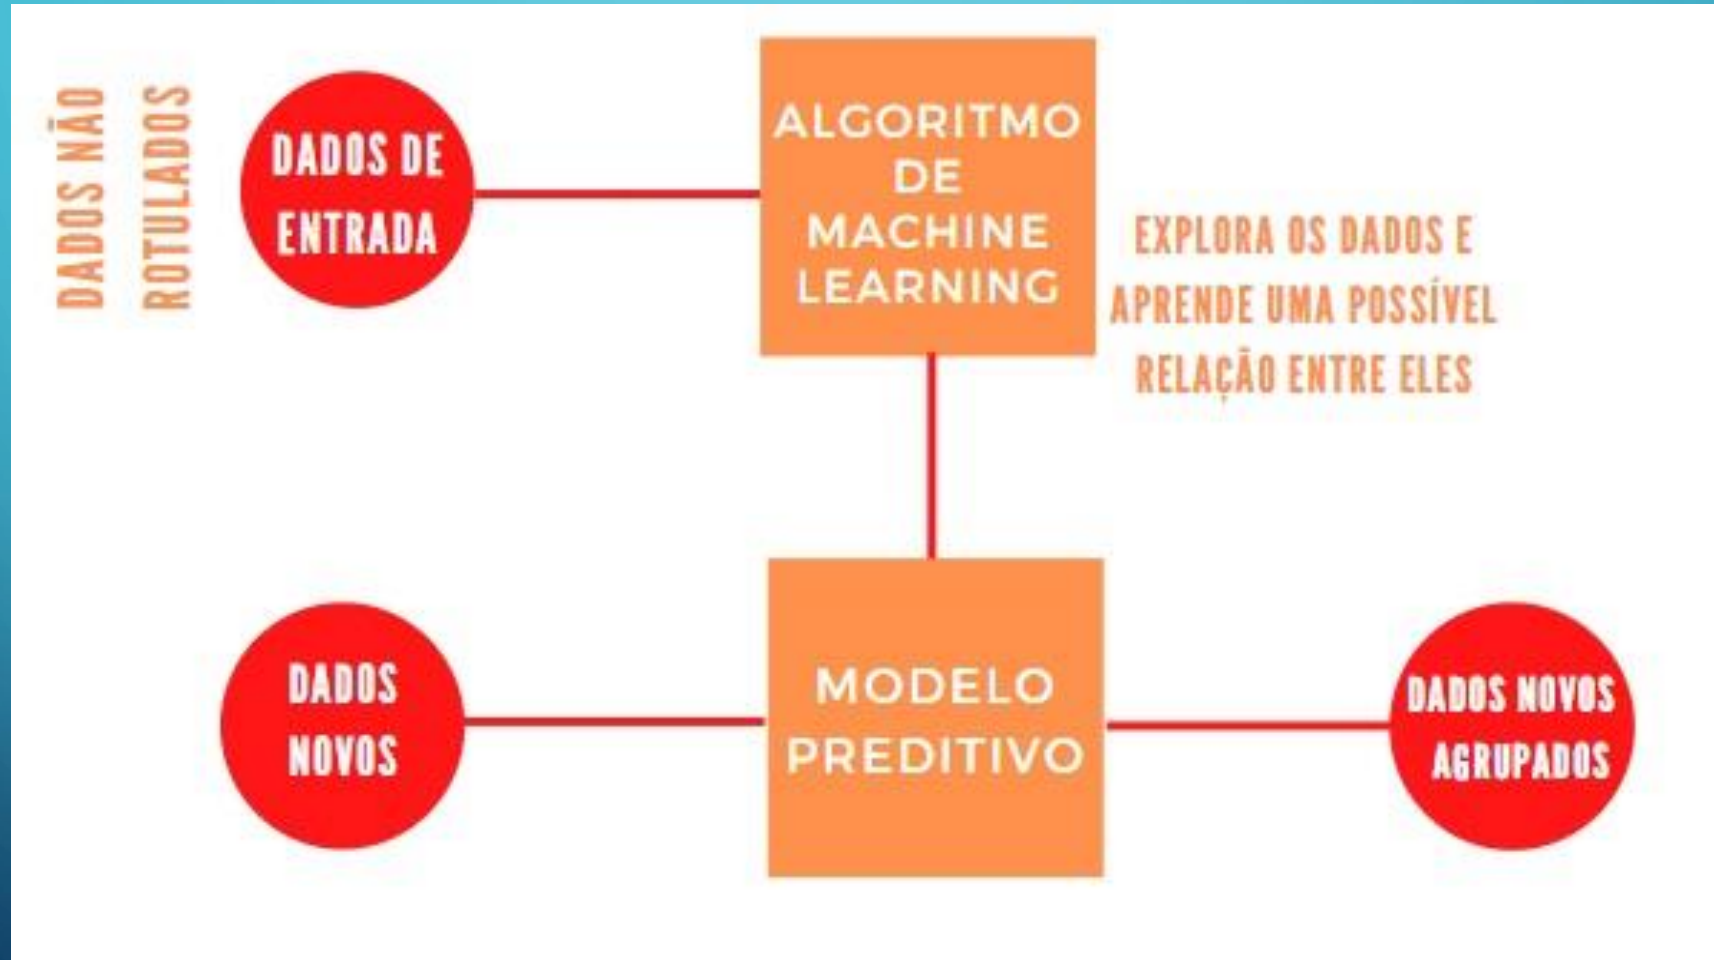 DADOS NÃO
ROTULADOS
DADOS DE
ENTRADA
ALGORITMO
DE
MACHINE
LEARNING
EXPLORA OS DADOS E
APRENDE UMA POSSÍVEL
RELAÇÃO ENTRE ELES
DADOS
NOVOS
MODELO
PREDITIVO
DADOS NOVOS
AGRUPADOS